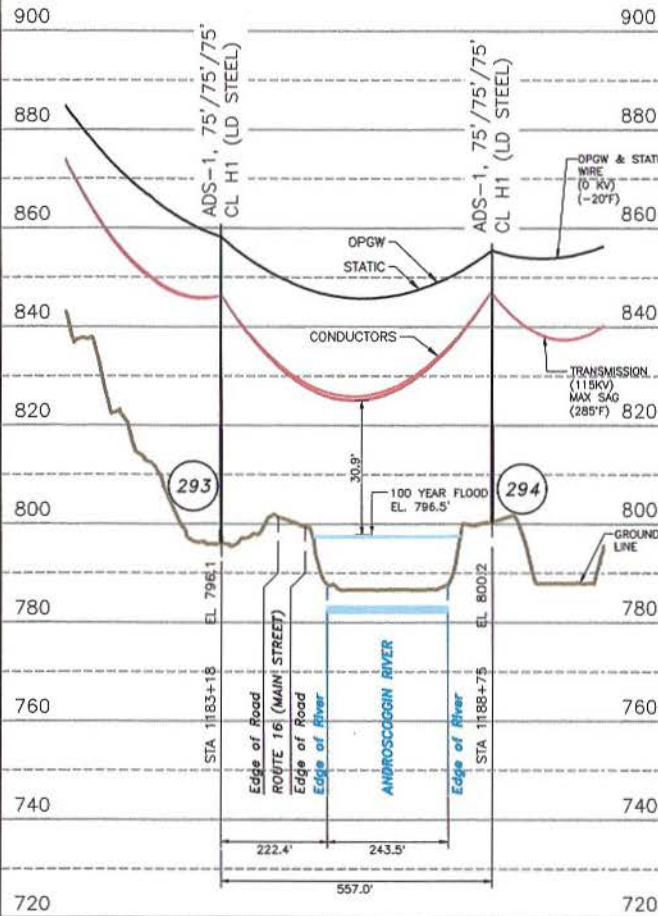 900
900
880
880
860
860
840
840
820
820
800
800
780
780
760
760
740
740
720
720
ADS-1, 75'/75'/75'
CL H1 (LD STEEL)
ADS-1, 75'/75'/75'
CL H1 (LD STEEL)
OPGW & STATIC
WIRE
(0 KV)
(-20°F)
OPGW
STATIC
CONDUCTORS
TRANSMISSION
(115KV)
MAX SAG
(285°F)
30.9'
293
294
100 YEAR FLOOD
EL. 796.5'
GROUND
LINE
STA 1183+18 EL 796.1
Edge of Road
ROUTE 16 (MAIN STREET)
Edge of Road
Edge of River
ANDROSCOGGIN RIVER
Edge of River
STA 1188+75 EL 800.2
222.4'
243.5'
557.0'